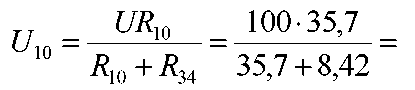 U₁₀ = UR₁₀ / (R₁₀ + R₃₄) = 100 · 35,7 / (35,7 + 8,42) =